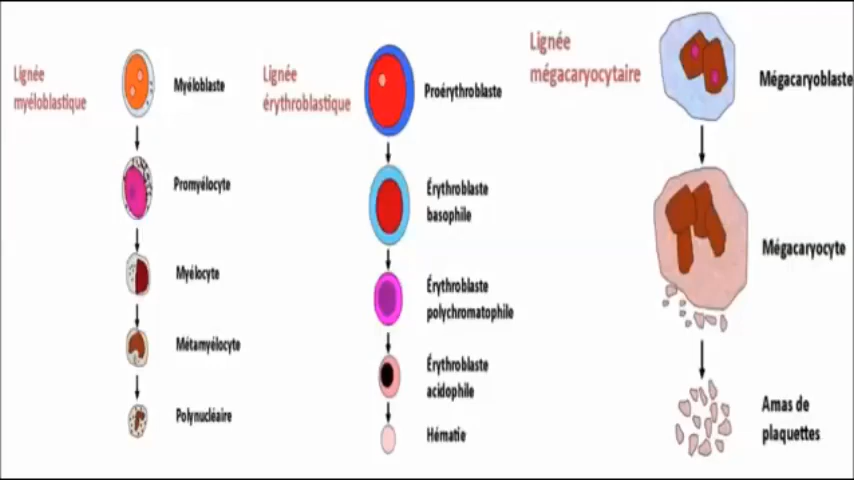 Lignée
myéloblastique
Myéloblaste
Promyélocyte
Myélocyte
Métamyélocyte
Polynucléaire
Lignée
érythroblastique
Proérythroblaste
Érythroblaste
basophile
Érythroblaste
polychromatophile
Érythroblaste
acidophile
Hématie
Lignée
mégacaryocytaire
Mégacaryoblaste
Mégacaryocyte
Amas de
plaquettes